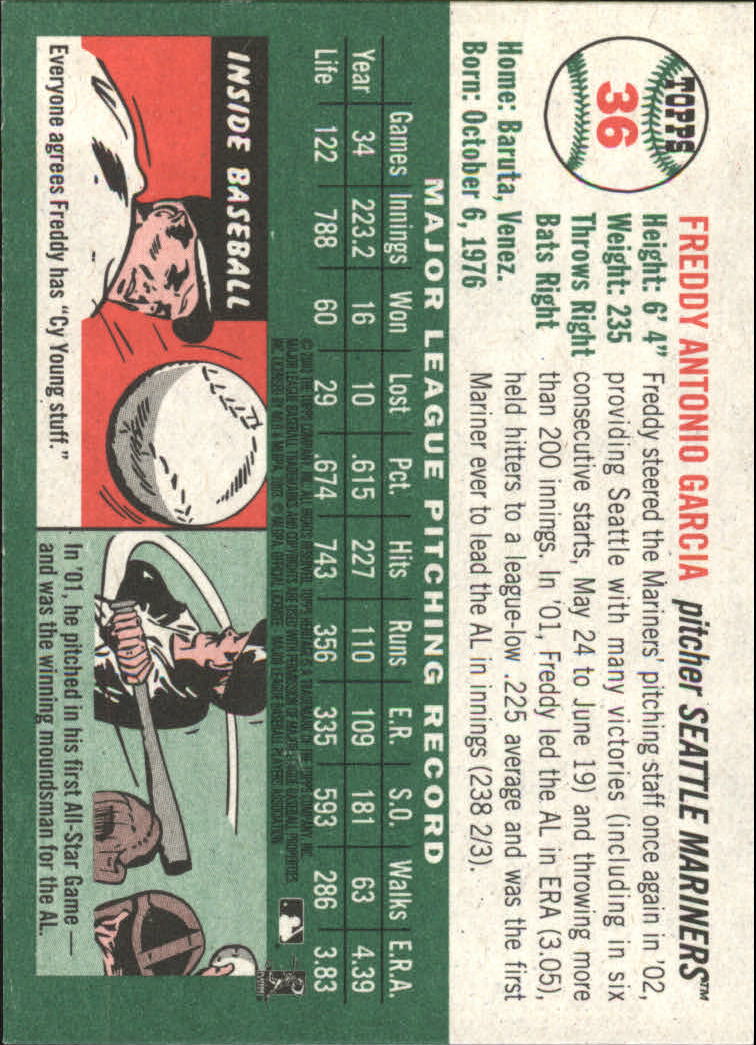 TOPPS
36
FREDDY ANTONIO GARCIA pitcher SEATTLE MARINERS™
Height: 6' 4"
Weight: 235
Throws Right
Bats Right
Home: Baruta, Venez.
Born: October 6, 1976
Freddy steered the Mariners' pitching staff once again in '02,
providing Seattle with many victories (including in six
consecutive starts, May 24 to June 19) and throwing more
than 200 innings. In '01, Freddy led the AL in ERA (3.05),
held hitters to a league-low .225 average and was the first
Mariner ever to lead the AL in innings (238 2/3).
MAJOR LEAGUE PITCHING RECORD
Games Innings Won Lost Pct. Hits Runs E.R. S.O. Walks E.R.A.
Year 34 223.2 16 10 .615 227 110 109 181 63 4.39
Life 122 788 60 29 .674 743 356 335 593 286 3.83
INSIDE BASEBALL
Everyone agrees Freddy has "Cy Young stuff."
In '01, he pitched in his first All-Star Game —
and was the winning moundsman for the AL.